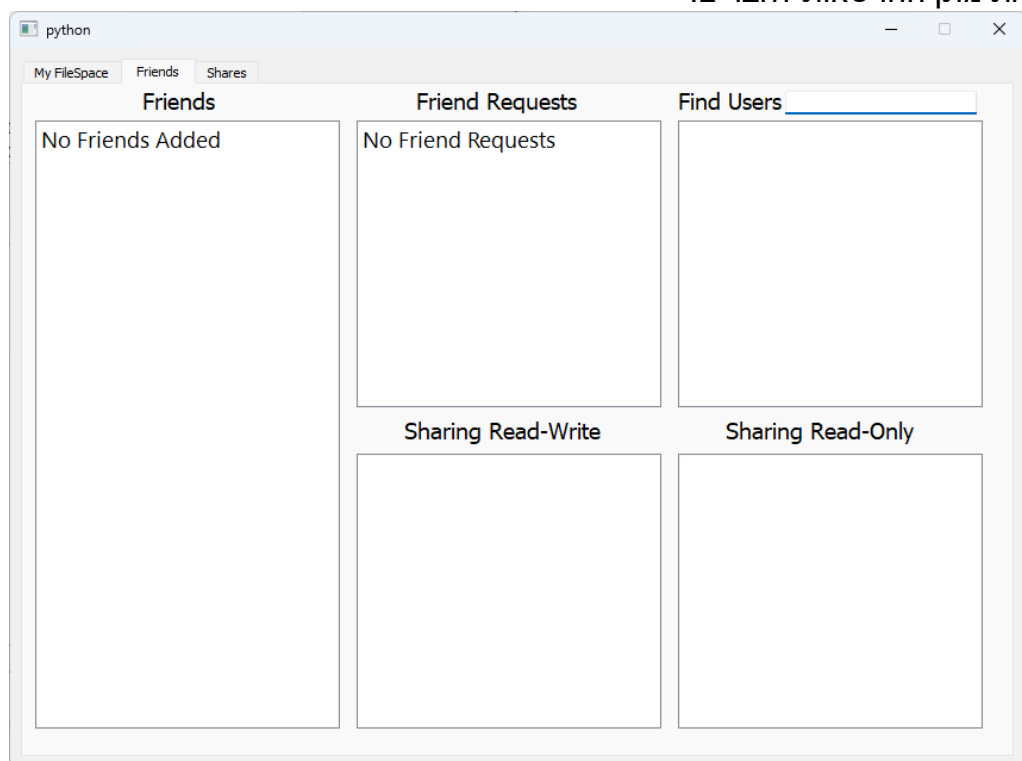 python
My FileSpace Friends Shares
Friends Friend Requests Find Users
No Friends Added No Friend Requests
Sharing Read-Write Sharing Read-Only